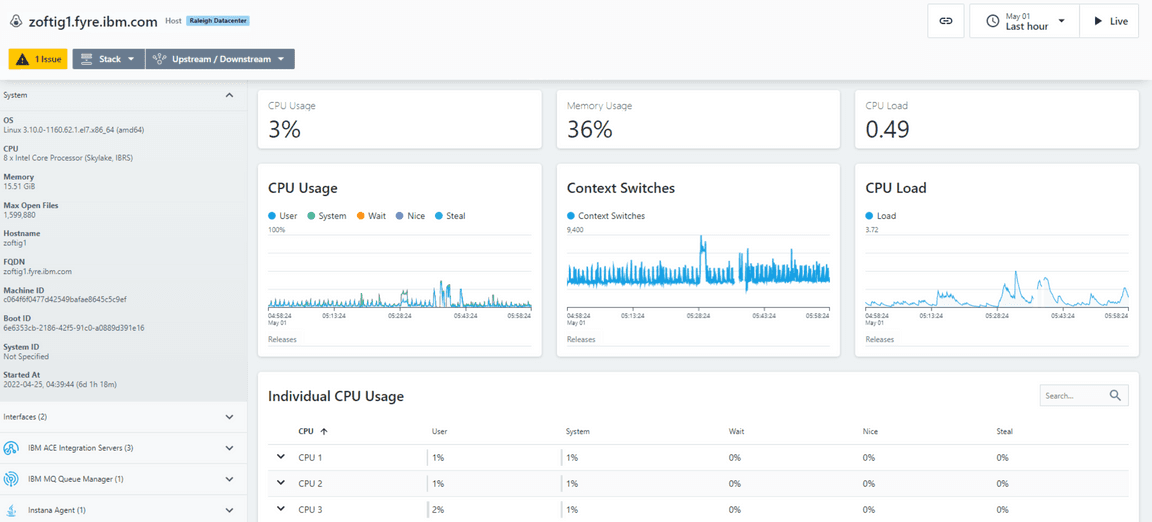 zoftig1.fyre.ibm.com Host Raleigh Datacenter
May 01
Last hour
Live
1 Issue Stack Upstream / Downstream
System
OS
Linux 3.10.0-1160.62.1.el7.x86_64 (amd64)
CPU
8 x Intel Core Processor (Skylake, IBRS)
Memory
15.51 GiB
Max Open Files
1,599,880
Hostname
zoftig1
FQDN
zoftig1.fyre.ibm.com
Machine ID
c064f6f0477d42549bafae8645c5c9ef
Boot ID
6e6353cb-2186-42f5-91c0-a0889d391e16
System ID
Not Specified
Started At
2022-04-25, 04:39:44 (6d 1h 18m)
Interfaces (2)
IBM ACE Integration Servers (3)
IBM MQ Queue Manager (1)
Instana Agent (1)
CPU Usage
3%
Memory Usage
36%
CPU Load
0.49
CPU Usage
User System Wait Nice Steal
100%
04:58:24 05:13:24 05:28:24 05:43:24 05:58:24
May 01
Releases
Context Switches
Context Switches
9,400
04:58:24 05:13:24 05:28:24 05:43:24 05:58:24
May 01
Releases
CPU Load
Load
3.72
04:58:24 05:13:24 05:28:24 05:43:24 05:58:24
May 01
Releases
Individual CPU Usage
Search...
CPU User System Wait Nice Steal
CPU 1 1% 1% 0% 0% 0%
CPU 2 1% 1% 0% 0% 0%
CPU 3 2% 1% 0% 0% 0%